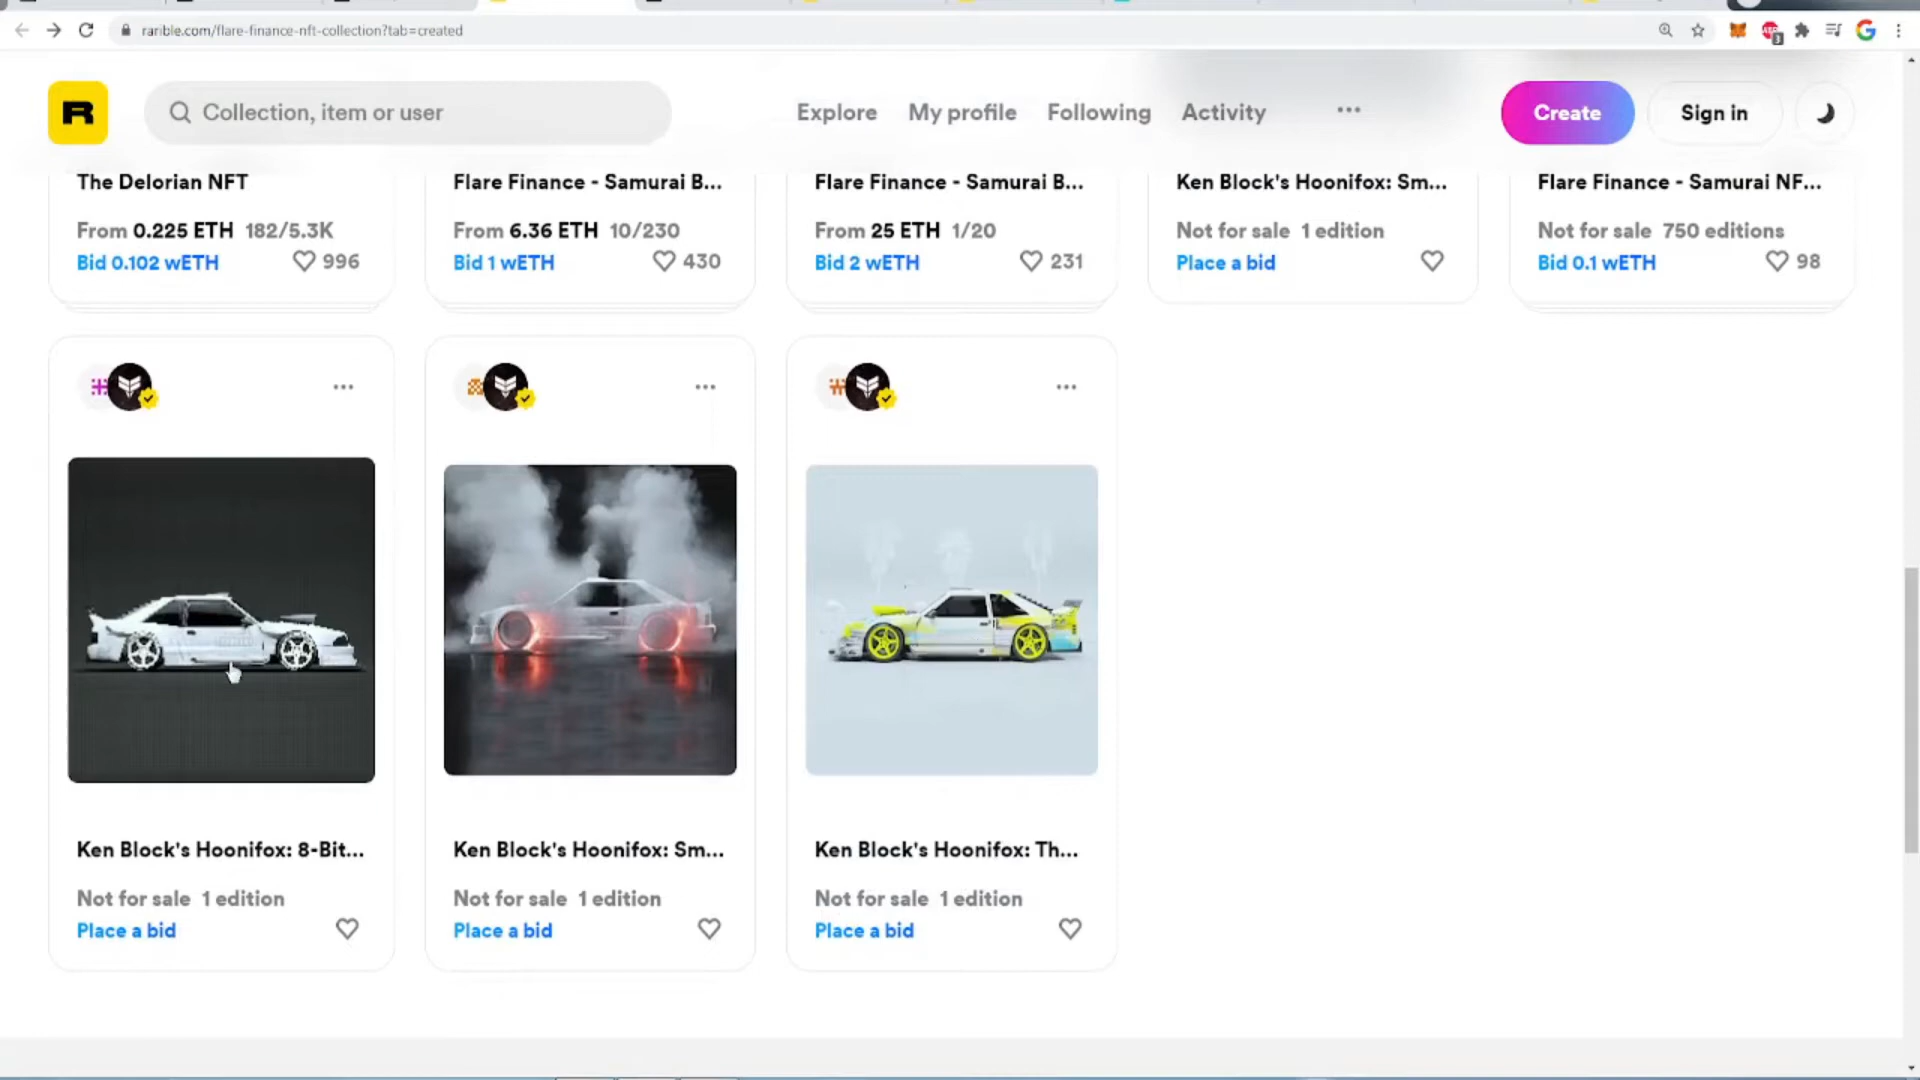 rarible.com/flare-finance-nft-collection?tab=created
3
R
Collection, item or user
Explore
My profile
Following
Activity
Create
Sign in
The Delorian NFT
From 0.225 ETH 182/5.3K
Bid 0.102 wETH
996
Flare Finance - Samurai B...
From 6.36 ETH 10/230
Bid 1 wETH
430
Flare Finance - Samurai B...
From 25 ETH 1/20
Bid 2 wETH
231
Ken Block's Hoonifox: Sm...
Not for sale 1 edition
Place a bid
Flare Finance - Samurai NF...
Not for sale 750 editions
Bid 0.1 wETH
98
Ken Block's Hoonifox: 8-Bit...
Not for sale 1 edition
Place a bid
Ken Block's Hoonifox: Sm...
Not for sale 1 edition
Place a bid
Ken Block's Hoonifox: Th...
Not for sale 1 edition
Place a bid